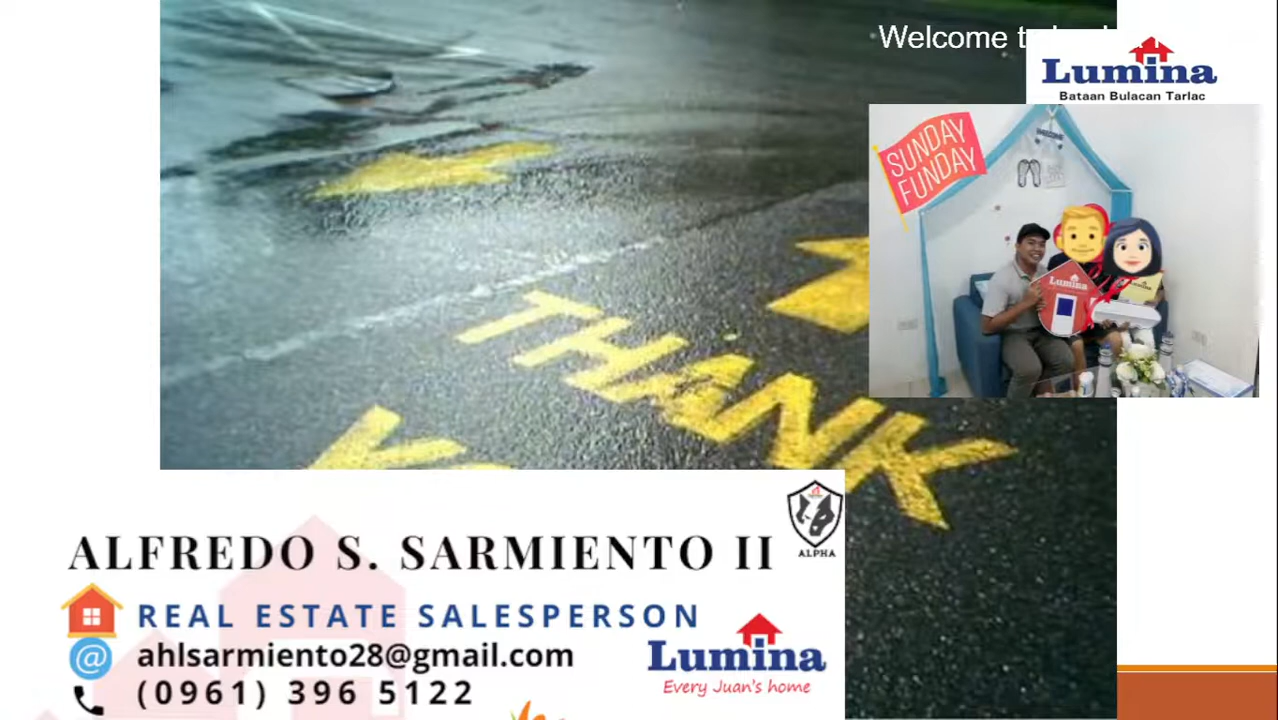 Welcome
Lumina
Bataan Bulacan Tarlac
SUNDAY
FUNDAY
Lumina
THANK
ALPHA
ALFREDO S. SARMIENTO II
REAL ESTATE SALESPERSON
@
ahlsarmiento28@gmail.com
(0961) 396 5122
Lumina
Every Juan's home